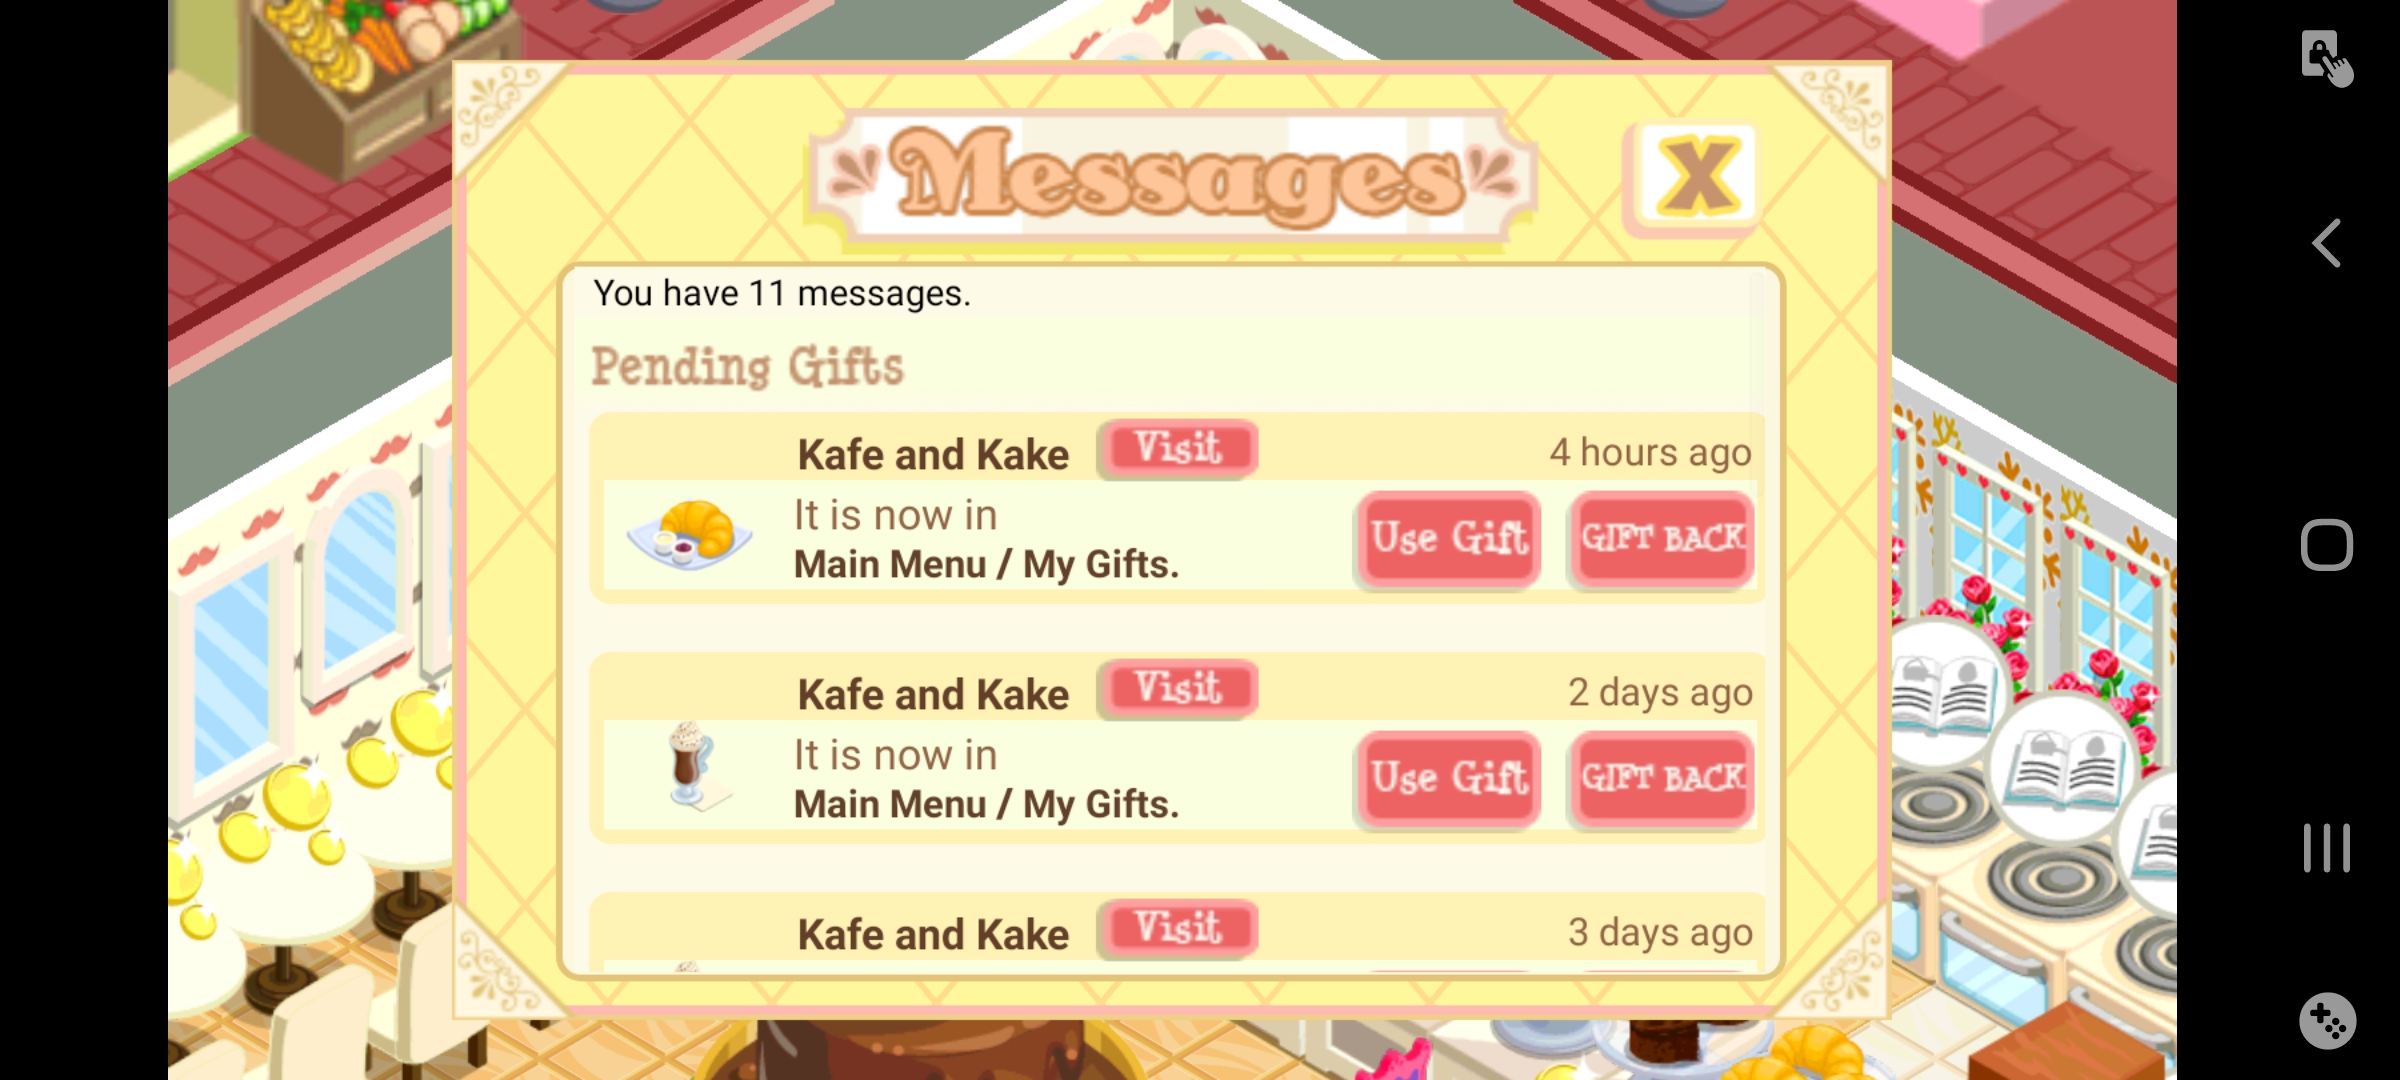 Messages
X
You have 11 messages.
Pending Gifts
Kafe and Kake Visit 4 hours ago
It is now in
Main Menu / My Gifts.
Use Gift GIFT BACK
Kafe and Kake Visit 2 days ago
It is now in
Main Menu / My Gifts.
Use Gift GIFT BACK
Kafe and Kake Visit 3 days ago